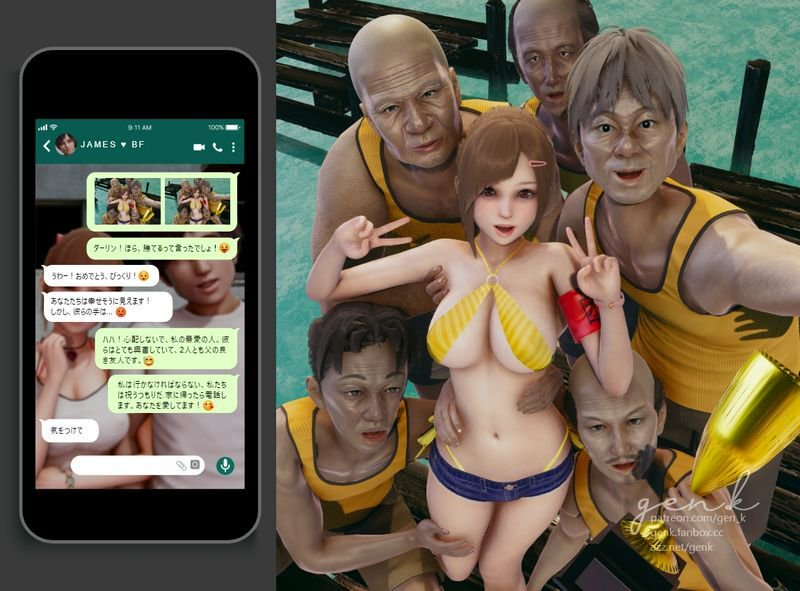 9:11 AM
100%
JAMES ♥ BF
ダーリン！ほら、勝てるって言ったでしょ！😜
うわー！おめでとう、びっくり！😊
あなたたちは幸せそうに見えます！
しかし、彼らの手は... 🥵
ハハ！心配しないで、私の最愛の人。彼
らはとても興奮していて、2人とも父の良
き友人です。😊
私は行かなければならない、私たち
は祝うつもりだ.家に帰ったら電話し
ます。あなたを愛してます！😘
気をつけて
gen.k
patreon.com/gen_k
genk.fanbox.cc